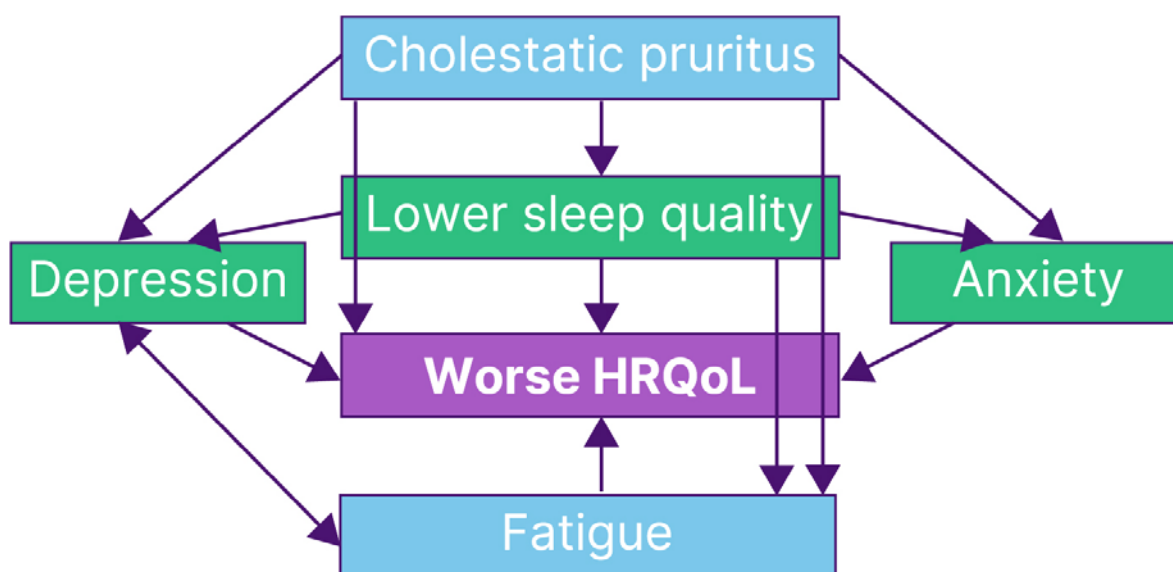 Cholestatic pruritus
Lower sleep quality
Depression
Anxiety
Worse HRQoL
Fatigue